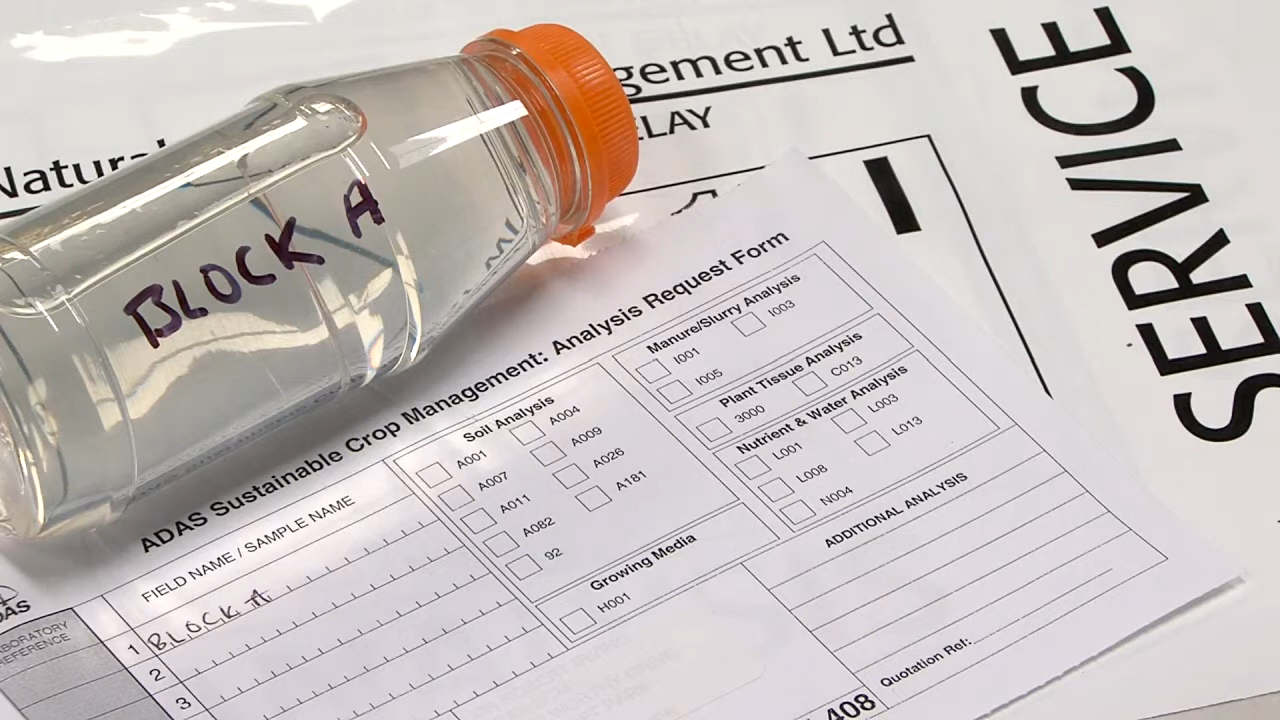 Natural
gement Ltd
ELAY
SERVICE
BLOCK A
ADAS Sustainable Crop Management: Analysis Request Form
FIELD NAME / SAMPLE NAME
1 BLOCK A
2
3
Soil Analysis
A001 A004
A007 A009
A011 A026
A082 A181
92
Growing Media
H001
Manure/Slurry Analysis
I001 I003
I005
Plant Tissue Analysis
3000 C013
Nutrient & Water Analysis
L001 L003
L008 L013
N004
ADDITIONAL ANALYSIS
Quotation Ref:
408